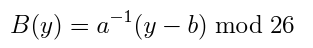 B(y) = a⁻¹(y − b) mod 26